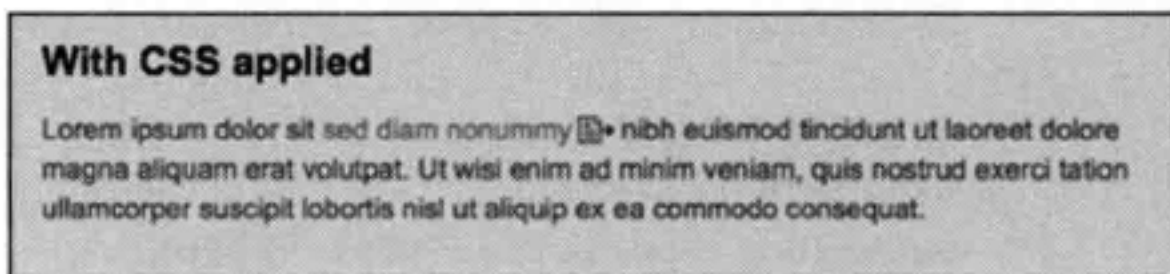 With CSS applied
Lorem ipsum dolor sit sed diam nonummy nibh euismod tincidunt ut laoreet dolore
magna aliquam erat volutpat. Ut wisi enim ad minim veniam, quis nostrud exerci tation
ullamcorper suscipit lobortis nisl ut aliquip ex ea commodo consequat.